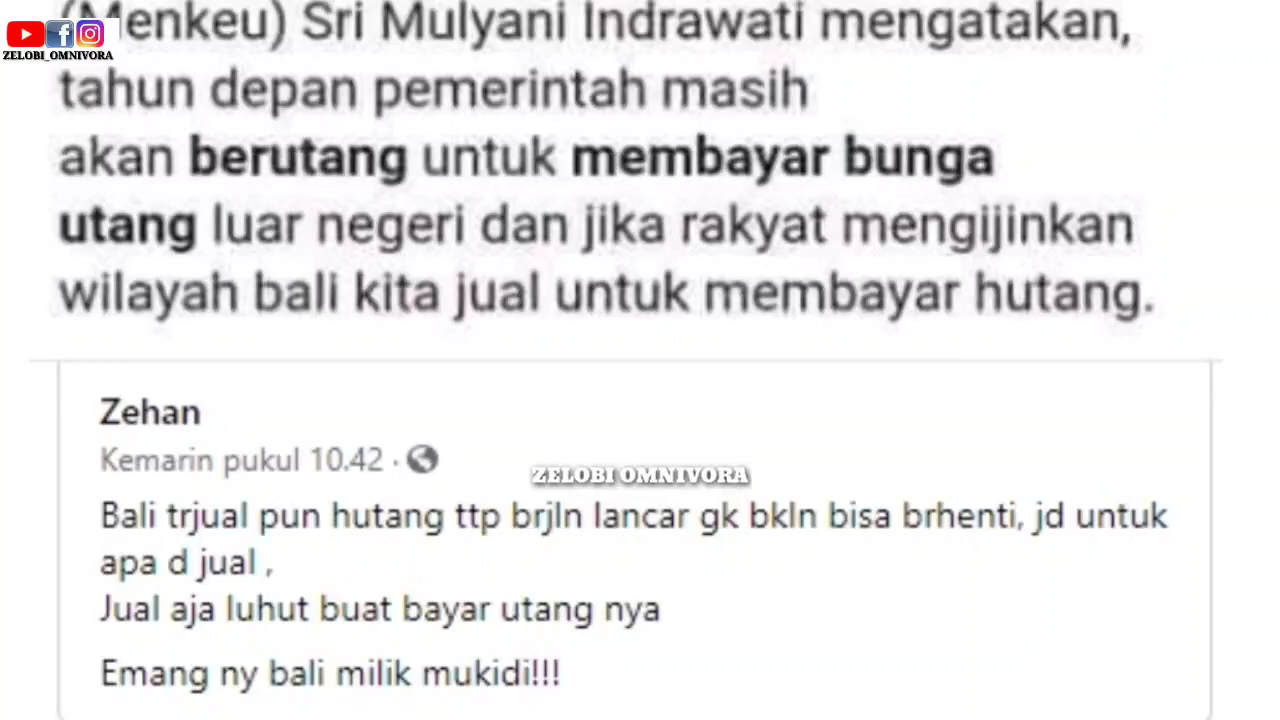 (Menkeu) Sri Mulyani Indrawati mengatakan,
ZELOBI_OMNIVORA
tahun depan pemerintah masih
akan berutang untuk membayar bunga
utang luar negeri dan jika rakyat mengijinkan
wilayah bali kita jual untuk membayar hutang.
Zehan
Kemarin pukul 10.42 ·
ZELOBI OMNIVORA
Bali trjual pun hutang ttp brjln lancar gk bkln bisa brhenti, jd untuk
apa d jual ,
Jual aja luhut buat bayar utang nya
Emang ny bali milik mukidi!!!